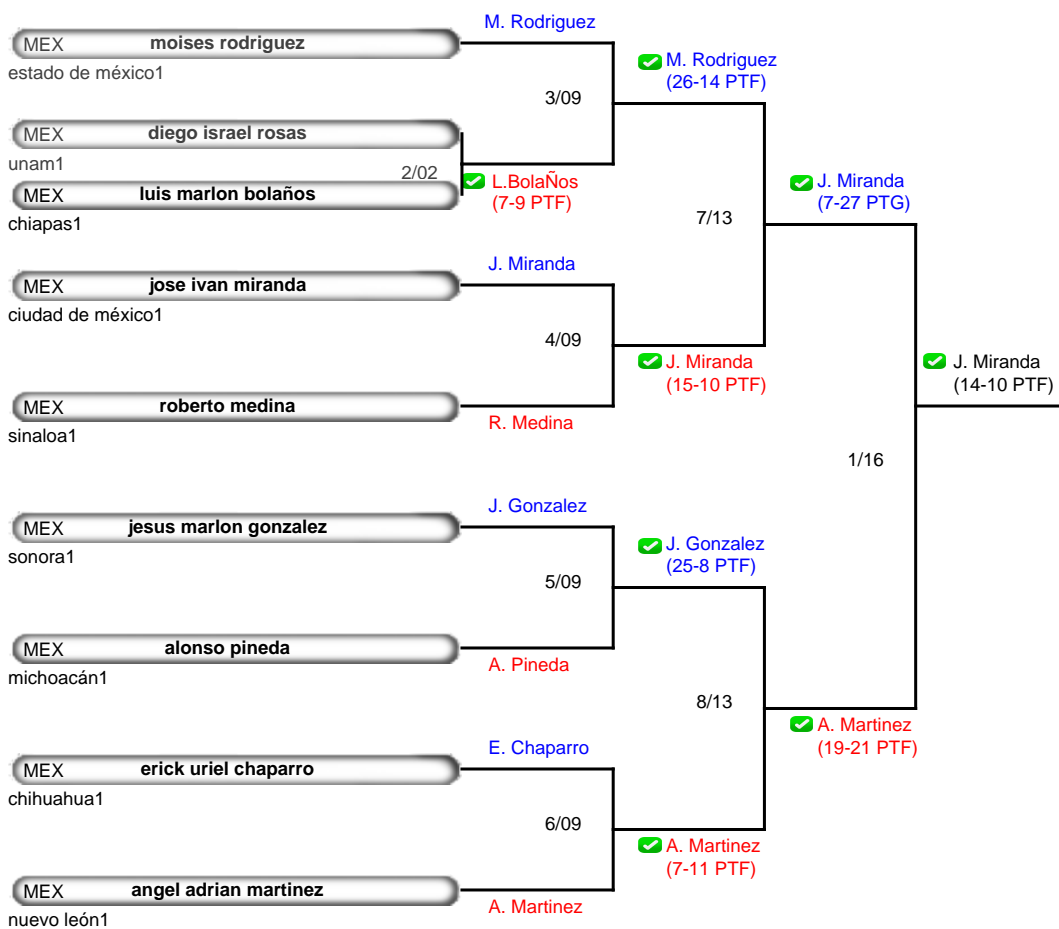 M. Rodriguez
MEX moises rodriguez
estado de méxico1
M. Rodriguez
(26-14 PTF)
3/09
MEX diego israel rosas
unam1
2/02
MEX luis marlon bolaños
chiapas1
L.BolaÑos
(7-9 PTF)
J. Miranda
(7-27 PTG)
7/13
J. Miranda
MEX jose ivan miranda
ciudad de méxico1
4/09
J. Miranda
(15-10 PTF)
J. Miranda
(14-10 PTF)
MEX roberto medina
sinaloa1
R. Medina
1/16
J. Gonzalez
MEX jesus marlon gonzalez
sonora1
J. Gonzalez
(25-8 PTF)
5/09
MEX alonso pineda
michoacán1
A. Pineda
8/13
A. Martinez
(19-21 PTF)
E. Chaparro
MEX erick uriel chaparro
chihuahua1
6/09
A. Martinez
(7-11 PTF)
MEX angel adrian martinez
nuevo león1
A. Martinez